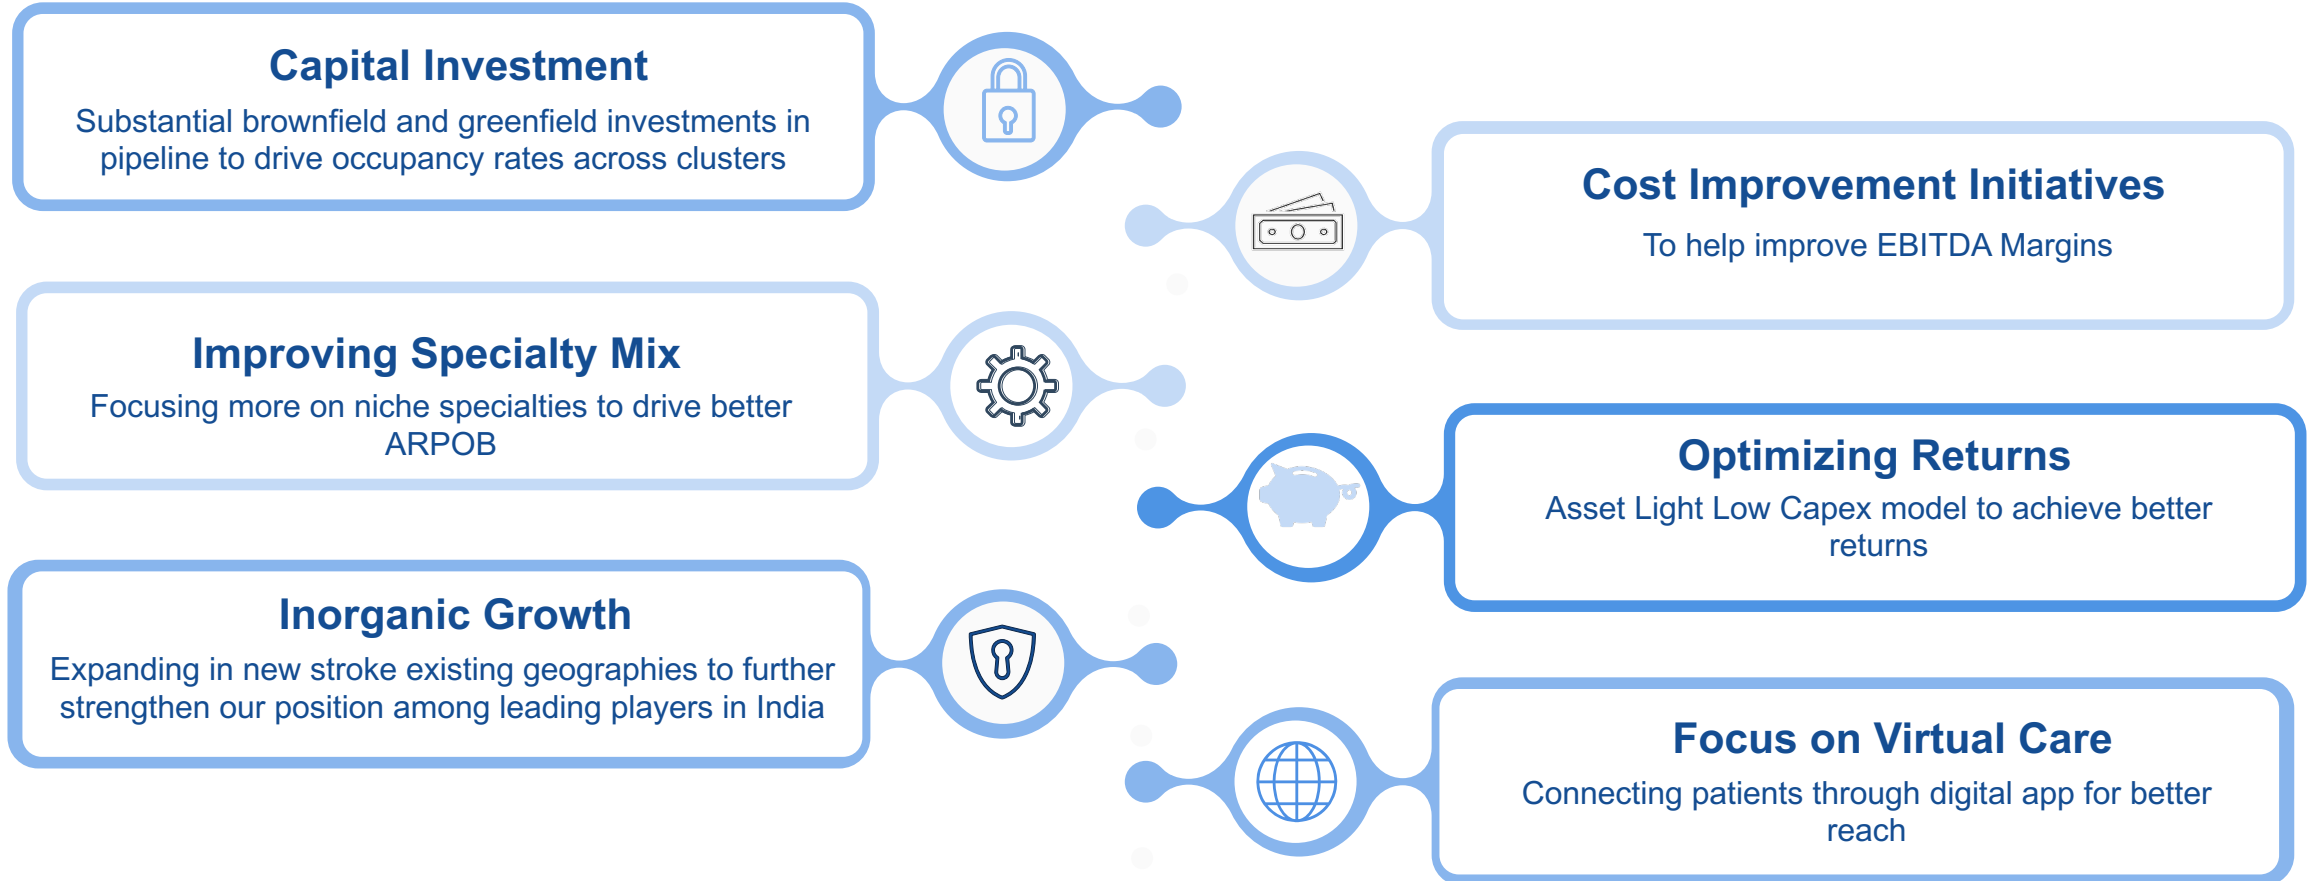 Capital Investment
Substantial brownfield and greenfield investments in
pipeline to drive occupancy rates across clusters
Cost Improvement Initiatives
To help improve EBITDA Margins
Improving Specialty Mix
Focusing more on niche specialties to drive better
ARPOB
Optimizing Returns
Asset Light Low Capex model to achieve better
returns
Inorganic Growth
Expanding in new stroke existing geographies to further
strengthen our position among leading players in India
Focus on Virtual Care
Connecting patients through digital app for better
reach